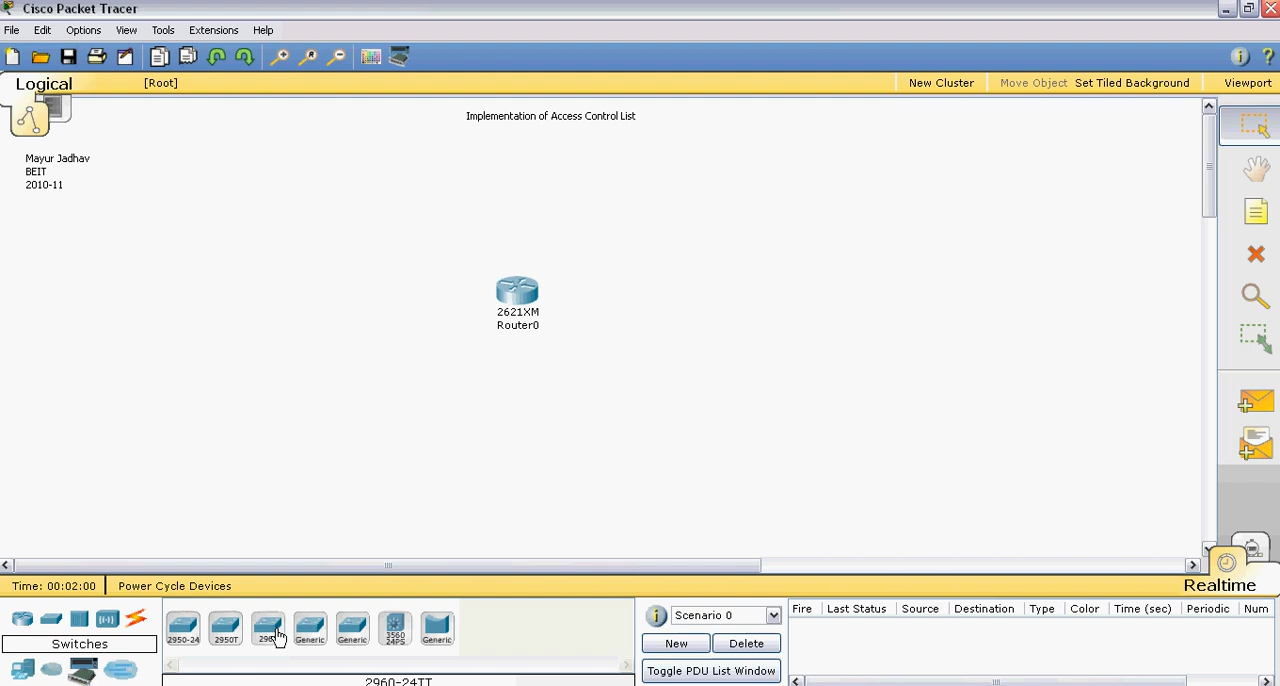 Cisco Packet Tracer
File Edit Options View Tools Extensions Help
Logical [Root] New Cluster Move Object Set Tiled Background Viewport
Implementation of Access Control List
Mayur Jadhav
BEIT
2010-11
2621XM
Router0
Time: 00:02:00 Power Cycle Devices Realtime
Switches
2950-24 2950T Generic Generic 3560 24PS Generic
2960-24TT
Scenario 0
New Delete
Toggle PDU List Window
Fire Last Status Source Destination Type Color Time (sec) Periodic Num